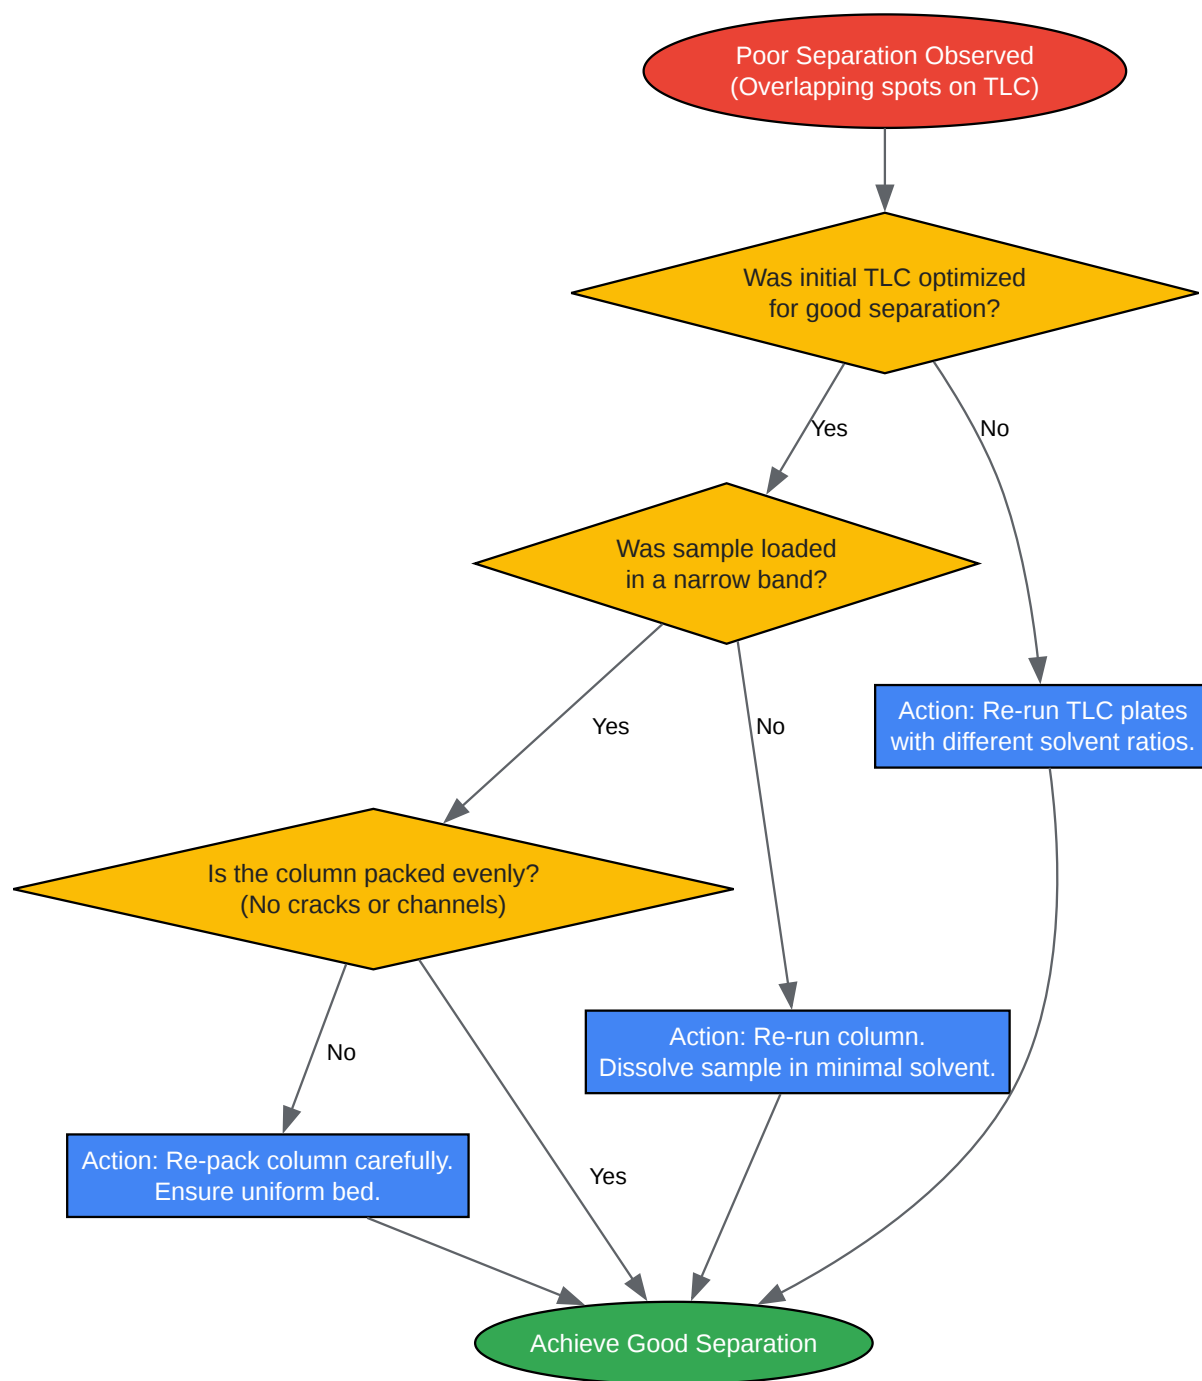 Poor Separation Observed
(Overlapping spots on TLC)
Was initial TLC optimized
for good separation?
Yes
No
Was sample loaded
in a narrow band?
Yes
No
Action: Re-run TLC plates
with different solvent ratios.
Is the column packed evenly?
(No cracks or channels)
No
Yes
Action: Re-run column.
Dissolve sample in minimal solvent.
Action: Re-pack column carefully.
Ensure uniform bed.
Achieve Good Separation